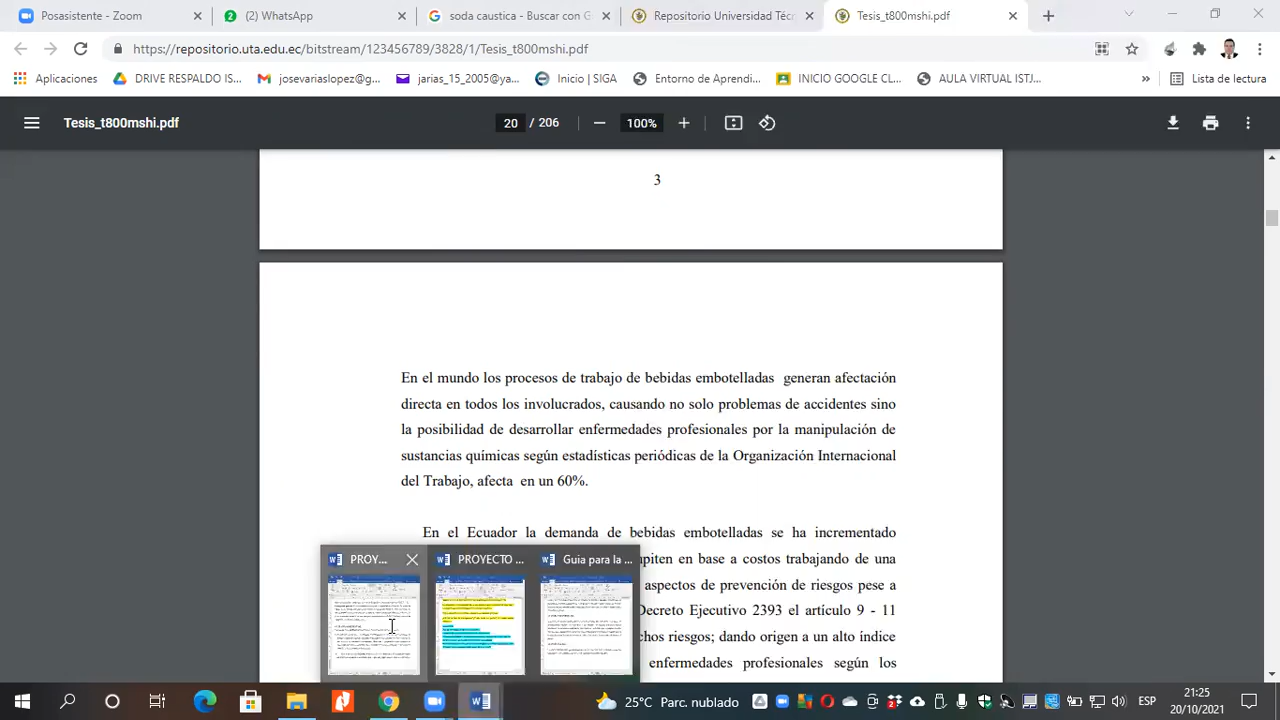 Posasistente - Zoom
(2) WhatsApp
soda caustica - Buscar con G
Repositorio Universidad Téc
Tesis_t800mshi.pdf
https://repositorio.uta.edu.ec/bitstream/123456789/3828/1/Tesis_t800mshi.pdf
Aplicaciones
DRIVE RESPALDO IS...
josevariaslopez@g...
jarias_15_2005@ya...
Inicio | SIGA
Entorno de Aprendi...
INICIO GOOGLE CL...
AULA VIRTUAL ISTJ...
»
Lista de lectura
Tesis_t800mshi.pdf
20 / 206
100%
3
En el mundo los procesos de trabajo de bebidas embotelladas generan afectación
directa en todos los involucrados, causando no solo problemas de accidentes sino
la posibilidad de desarrollar enfermedades profesionales por la manipulación de
sustancias químicas según estadísticas periódicas de la Organización Internacional
del Trabajo, afecta en un 60%.
En el Ecuador la demanda de bebidas embotelladas se ha incrementado
piten en base a costos trabajando de una
aspectos de prevención de riesgos pese a
Decreto Ejecutivo 2393 el artículo 9 - 11
chos riesgos, dando origen a un alto índice
enfermedades profesionales según los
PROY...
PROYECTO ...
Guia para la ...
25°C Parc. nublado
ESP
21:25
20/10/2021